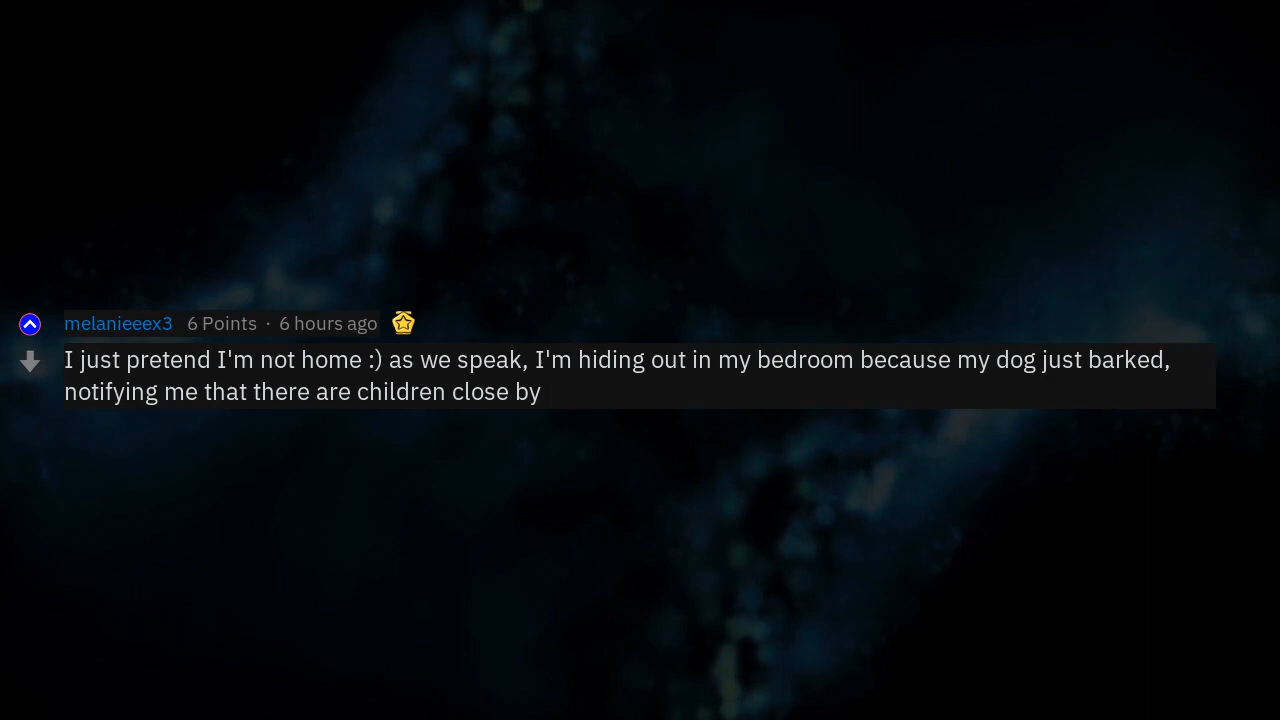 melanieeex3 6 Points · 6 hours ago
I just pretend I'm not home :) as we speak, I'm hiding out in my bedroom because my dog just barked,
notifying me that there are children close by